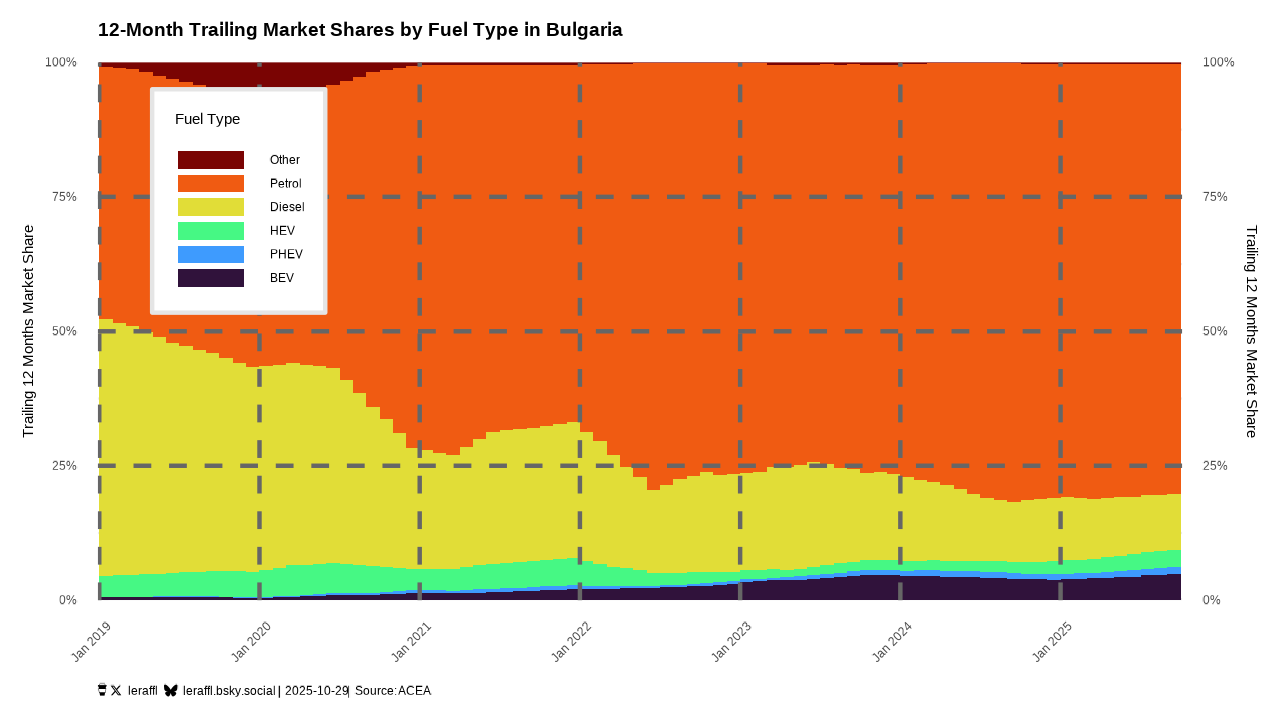 12-Month Trailing Market Shares by Fuel Type in Bulgaria
100%
75%
50%
25%
0%
Trailing 12 Months Market Share
Fuel Type
Other
Petrol
Diesel
HEV
PHEV
BEV
100%
75%
50%
25%
0%
Trailing 12 Months Market Share
Jan 2019
Jan 2020
Jan 2021
Jan 2022
Jan 2023
Jan 2024
Jan 2025
leraffl leraffl.bsky.social | 2025-10-29| Source: ACEA